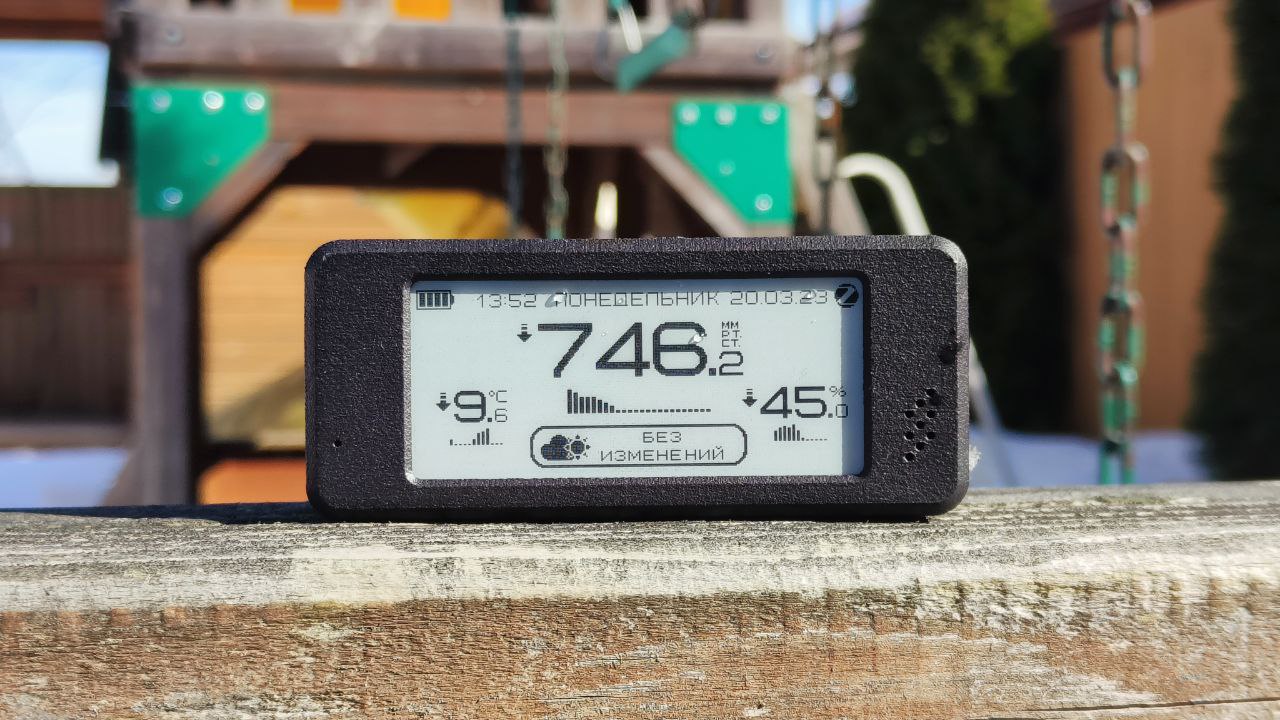 13:52 ПОНЕДЕЛЬНИК 20.03.23
746.2 ММ РТ. СТ.
9.6 °C
45.0 %
БЕЗ
ИЗМЕНЕНИЙ